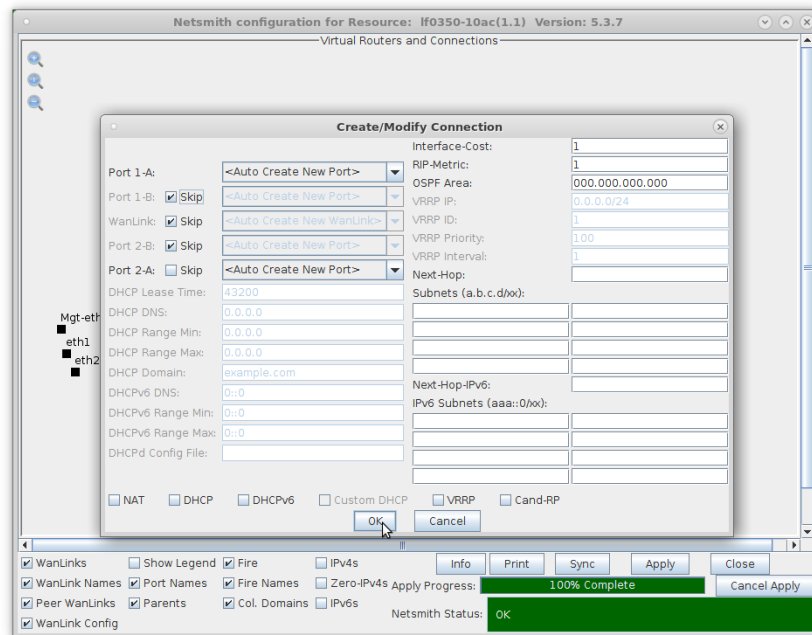 Netsmith configuration for Resource: lf0350-10ac(1.1) Version: 5.3.7
Virtual Routers and Connections
Mgt-eth
eth1
eth2
Create/Modify Connection
Port 1-A: <Auto Create New Port>
Port 1-B: Skip <Auto Create New Port>
WanLink: Skip <Auto Create New WanLink>
Port 2-B: Skip <Auto Create New Port>
Port 2-A: Skip <Auto Create New Port>
DHCP Lease Time: 43200
DHCP DNS: 0.0.0.0
DHCP Range Min: 0.0.0.0
DHCP Range Max: 0.0.0.0
DHCP Domain: example.com
DHCPv6 DNS: 0::0
DHCPv6 Range Min: 0::0
DHCPv6 Range Max: 0::0
DHCPd Config File:
Interface-Cost: 1
RIP-Metric: 1
OSPF Area: 000.000.000.000
VRRP IP: 0.0.0.0/24
VRRP ID: 1
VRRP Priority: 100
VRRP Interval: 1
Next-Hop:
Subnets (a.b.c.d/xx):
Next-Hop-IPv6:
IPv6 Subnets (aaa::0/xx):
NAT DHCP DHCPv6 Custom DHCP VRRP Cand-RP
OK Cancel
WanLinks Show Legend Fire IPv4s Info Print Sync Apply Close
WanLink Names Port Names Fire Names Zero-IPv4s Apply Progress: 100% Complete Cancel Apply
Peer WanLinks Parents Col. Domains IPv6s Netsmith Status: OK
WanLink Config